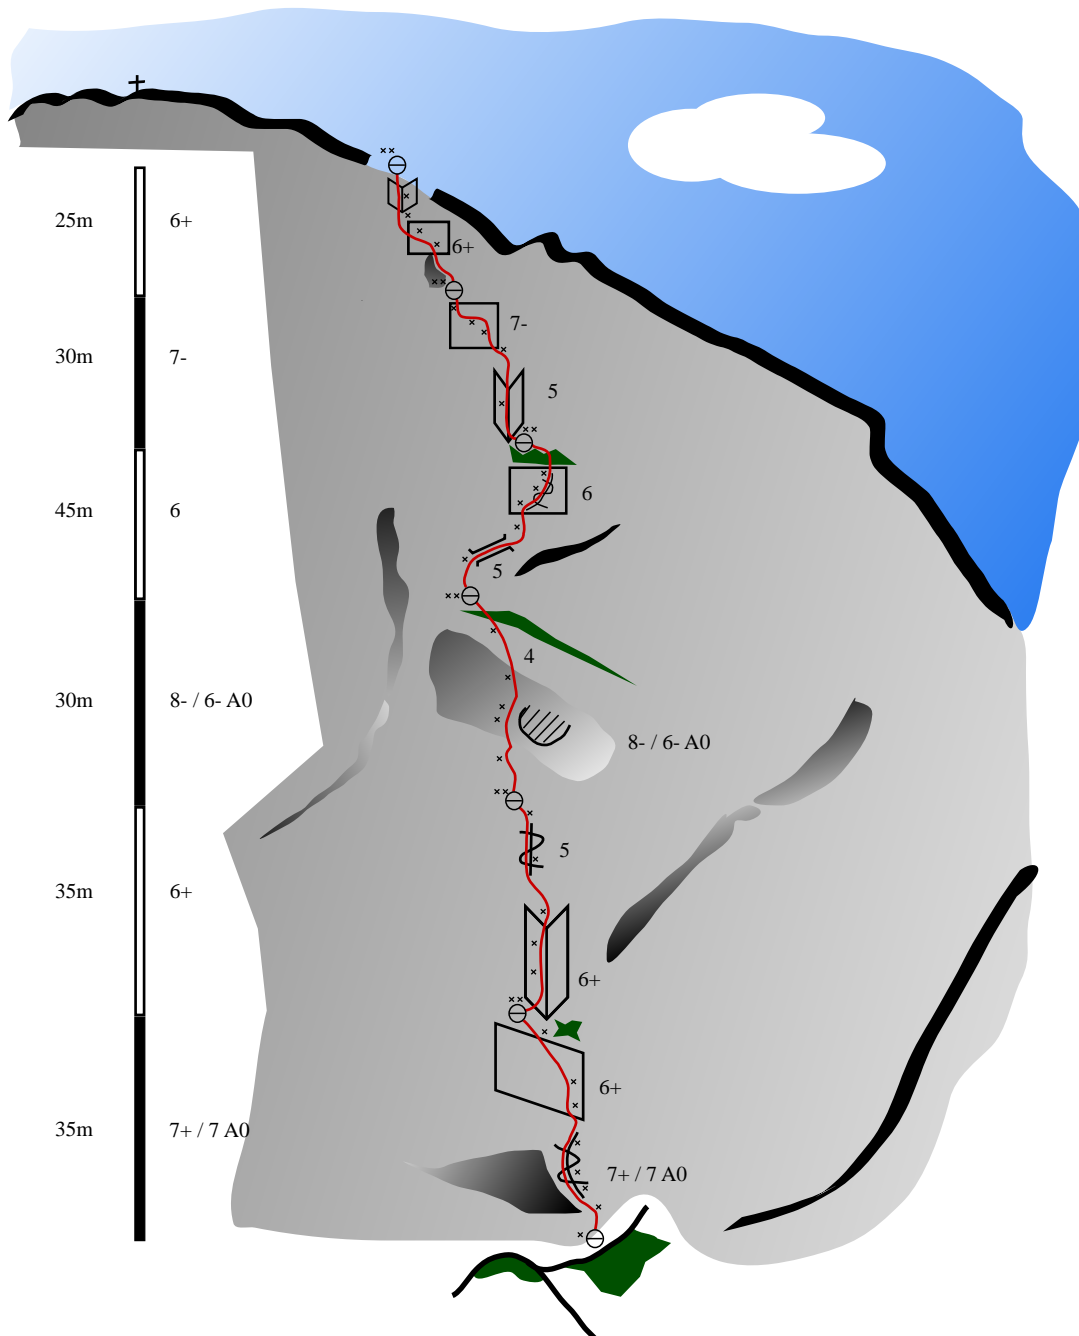 25m 6+
6+
7-
30m 7-
5
6
45m 6
5
4
30m 8- / 6- A0
8- / 6- A0
5
35m 6+
6+
6+
35m 7+ / 7 A0
7+ / 7 A0